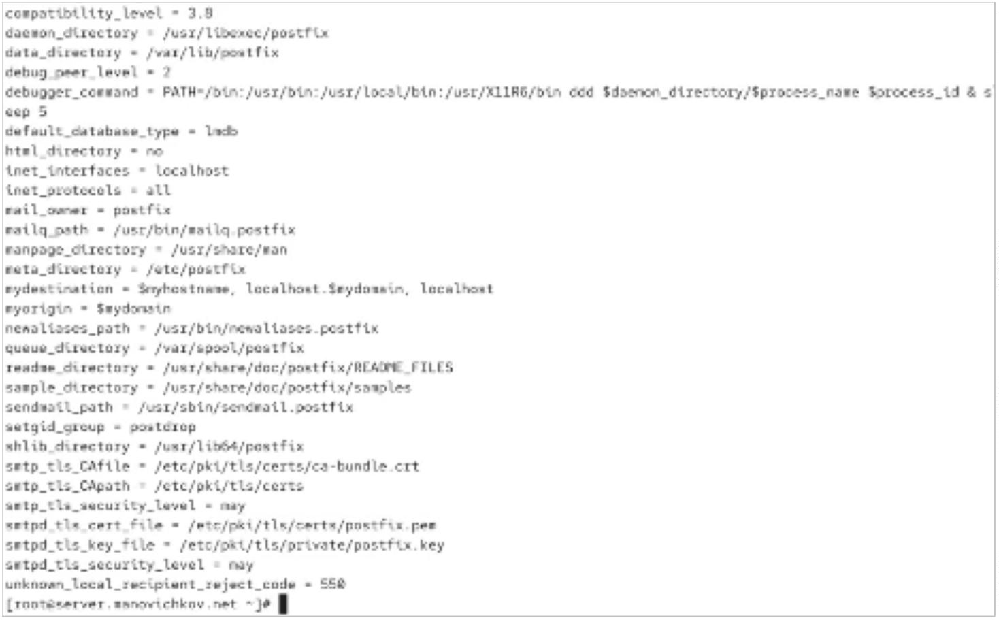 compatibility_level = 3.8
daemon_directory = /usr/libexec/postfix
data_directory = /var/lib/postfix
debug_peer_level = 2
debugger_command = PATH=/bin:/usr/bin:/usr/local/bin:/usr/X11R6/bin ddd $daemon_directory/$process_name $process_id & sl
eep 5
default_database_type = lmdb
html_directory = no
inet_interfaces = localhost
inet_protocols = all
mail_owner = postfix
mailq_path = /usr/bin/mailq.postfix
manpage_directory = /usr/share/man
meta_directory = /etc/postfix
mydestination = $myhostname, localhost.$mydomain, localhost
myorigin = $mydomain
newaliases_path = /usr/bin/newaliases.postfix
queue_directory = /var/spool/postfix
readme_directory = /usr/share/doc/postfix/README_FILES
sample_directory = /usr/share/doc/postfix/samples
sendmail_path = /usr/sbin/sendmail.postfix
setgid_group = postdrop
shlib_directory = /usr/lib64/postfix
smtp_tls_CAfile = /etc/pki/tls/certs/ca-bundle.crt
smtp_tls_CApath = /etc/pki/tls/certs
smtp_tls_security_level = may
smtpd_tls_cert_file = /etc/pki/tls/certs/postfix.pem
smtpd_tls_key_file = /etc/pki/tls/private/postfix.key
smtpd_tls_security_level = may
unknown_local_recipient_reject_code = 550
[root@server.manovichkov.net ~]#